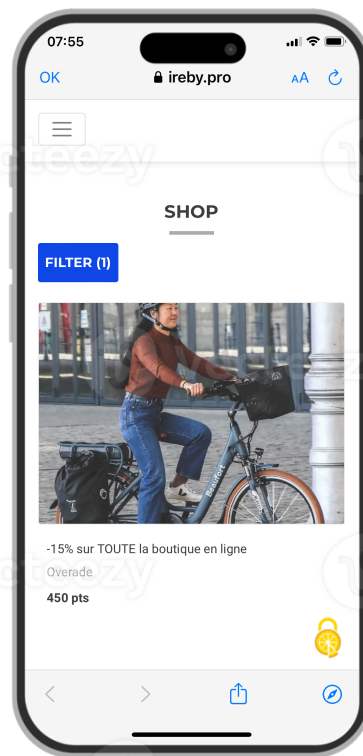 07:55
OK
ireby.pro
AA
SHOP
FILTER (1)
Beaufort
-15% sur TOUTE la boutique en ligne
Overade
450 pts